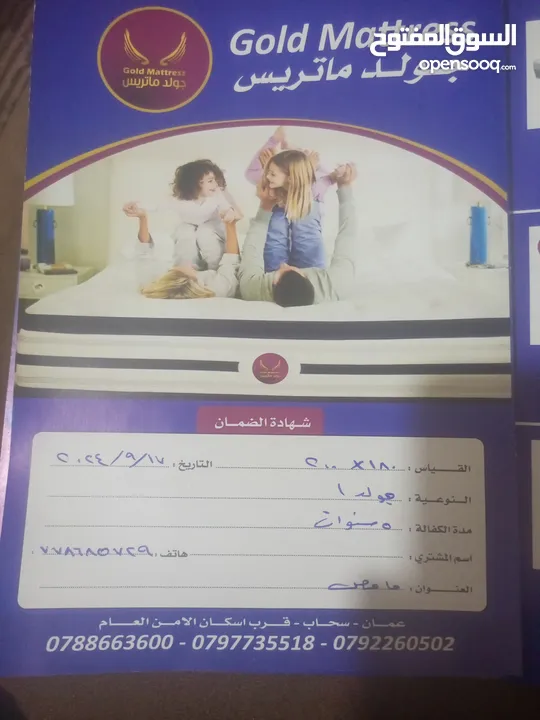 Gold Mattress
جولد ماتريس
السوق المفتوح
opensooq.com
Gold Mattress
جولد ماتريس
شهادة الضمان
القياس: ١٨٠ × ٢٠٠ التاريخ: ٢٠٢٤/٩/١٧
النوعية: جولد ١
مدة الكفالة: ٥ سنوات
اسم المشتري: هاتف:
العنوان:
عمان - سحاب - قرب اسكان الامن العام
0788663600 - 0797735518 - 0792260502